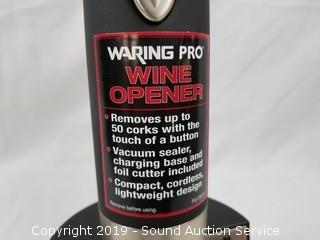 WARING PRO®
WINE
OPENER
• Removes up to
50 corks with the
touch of a button
• Vacuum sealer,
charging base and
foil cutter included
• Compact, cordless,
lightweight design
Remove before using.
Copyright 2019 - Sound Auction Service